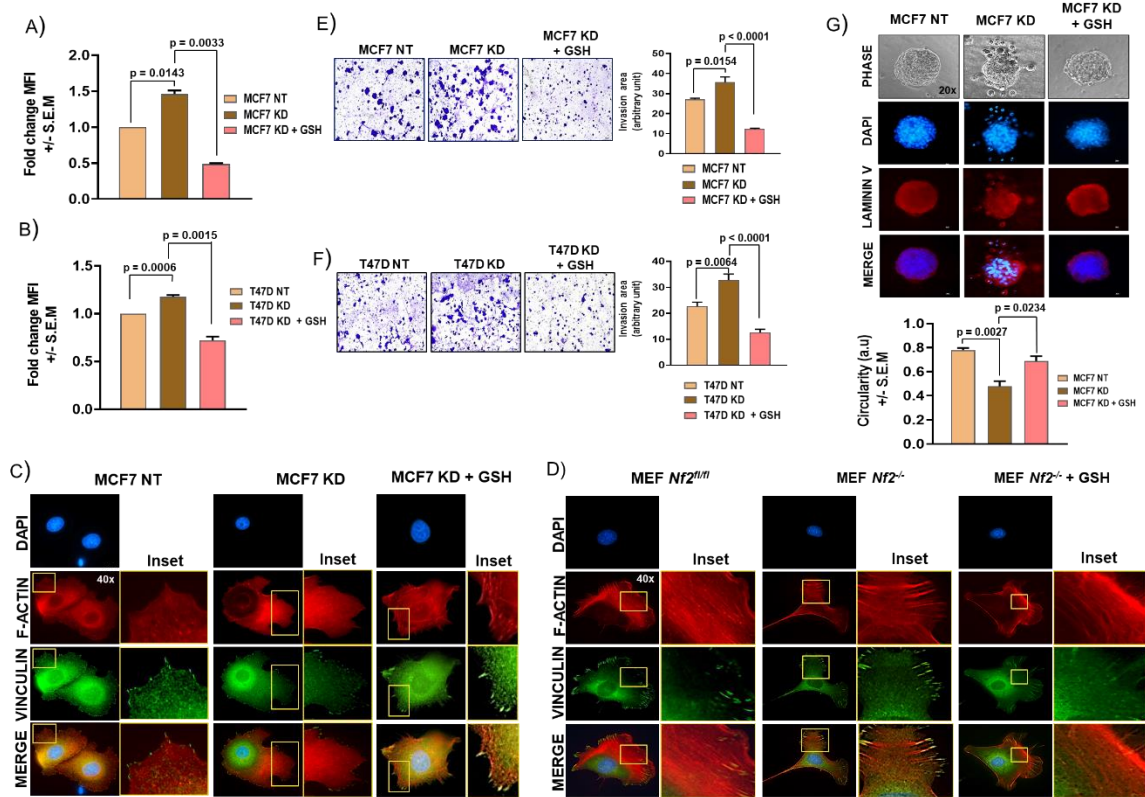 A)
Fold change MFI
+/- S.E.M
2.0
1.5
1.0
0.5
0.0
p = 0.0033
p = 0.0143
MCF7 NT
MCF7 KD
MCF7 KD + GSH
B)
Fold change MFI
+/- S.E.M
1.5
1.0
0.5
0.0
p = 0.0015
p = 0.0006
T47D NT
T47D KD
T47D KD + GSH
E)
MCF7 NT
MCF7 KD
MCF7 KD
+ GSH
Invasion area
(arbitrary unit)
50
40
30
20
10
0
p < 0.0001
p = 0.0154
MCF7 NT
MCF7 KD
MCF7 KD + GSH
F)
T47D NT
T47D KD
T47D KD
+ GSH
Invasion area
(arbitrary unit)
40
30
20
10
0
p < 0.0001
p = 0.0064
T47D NT
T47D KD
T47D KD + GSH
G)
MCF7 NT
MCF7 KD
MCF7 KD
+ GSH
PHASE
20x
DAPI
LAMININ V
MERGE
Circularity (a.u)
+/- S.E.M
0.8
0.6
0.4
0.2
0.0
p = 0.0234
p = 0.0027
MCF7 NT
MCF7 KD
MCF7 KD + GSH
C)
MCF7 NT
MCF7 KD
MCF7 KD + GSH
DAPI
Inset
Inset
Inset
F-ACTIN
40x
VINCULIN
MERGE
D)
MEF Nf2fl/fl
MEF Nf2-/-
MEF Nf2-/- + GSH
DAPI
Inset
Inset
Inset
F-ACTIN
40x
VINCULIN
MERGE